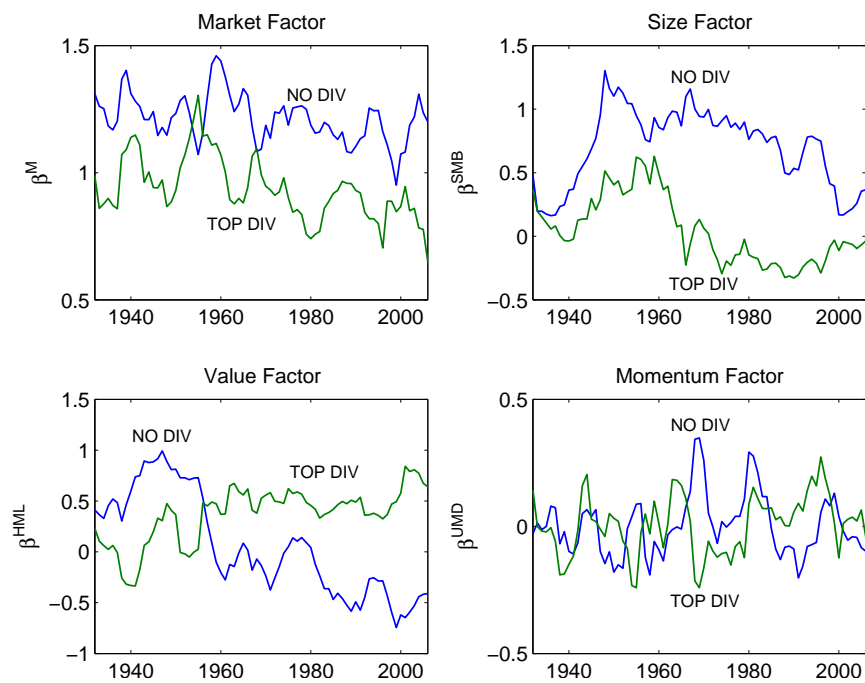 Market Factor
1.5
1
0.5
β^M
NO DIV
TOP DIV
1940 1960 1980 2000
Size Factor
1.5
1
0.5
0
−0.5
β^SMB
NO DIV
TOP DIV
1940 1960 1980 2000
Value Factor
1.5
1
0.5
0
−0.5
−1
β^HML
NO DIV
TOP DIV
1940 1960 1980 2000
Momentum Factor
0.5
0
−0.5
β^UMD
NO DIV
TOP DIV
1940 1960 1980 2000